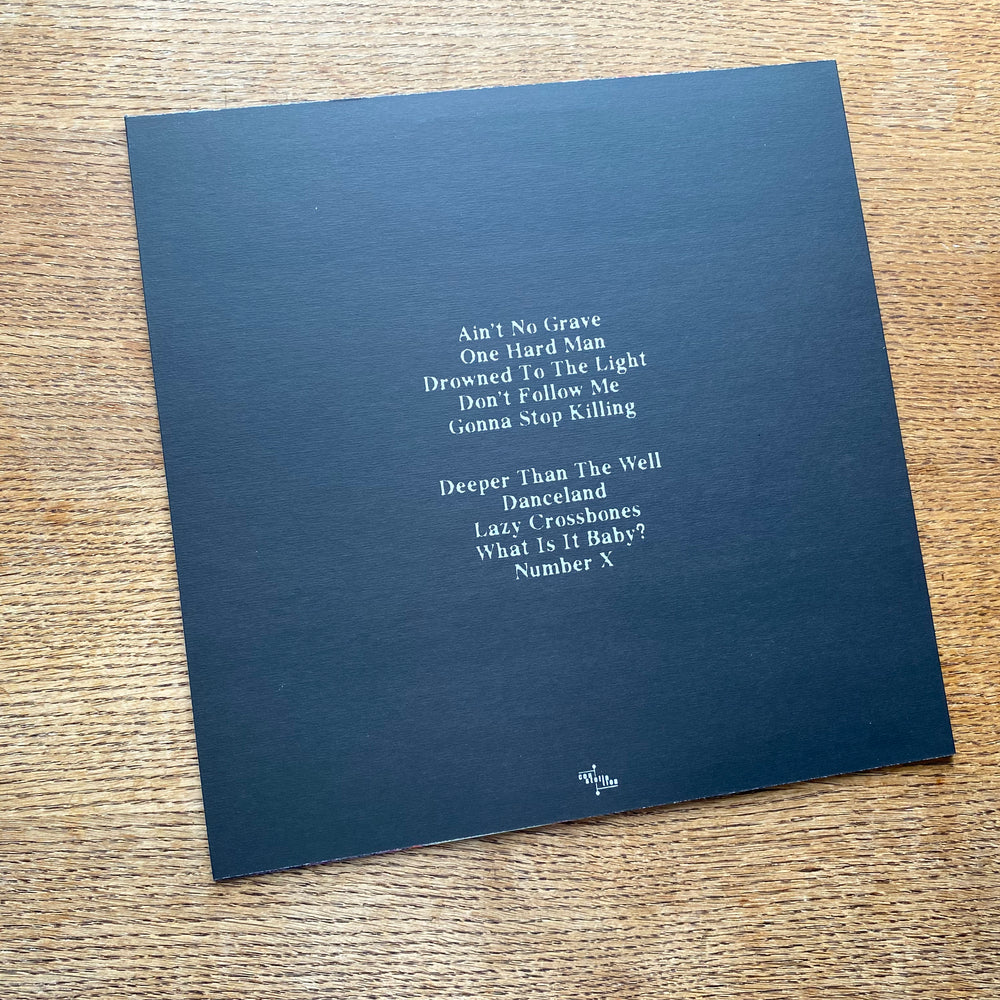 Ain't No Grave
One Hard Man
Drowned To The Light
Don't Follow Me
Gonna Stop Killing
Deeper Than The Well
Danceland
Lazy Crossbones
What Is It Baby?
Number X